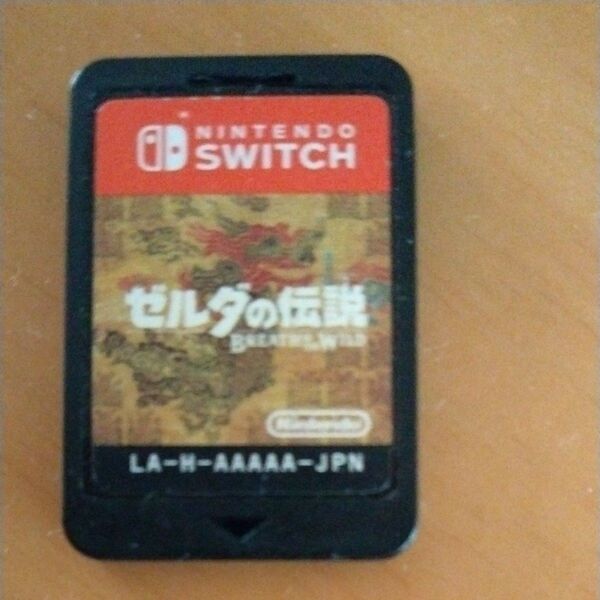 NINTENDO
SWITCH
ゼルダの伝説
BREATH OF THE WILD
Nintendo
LA-H-AAAAA-JPN